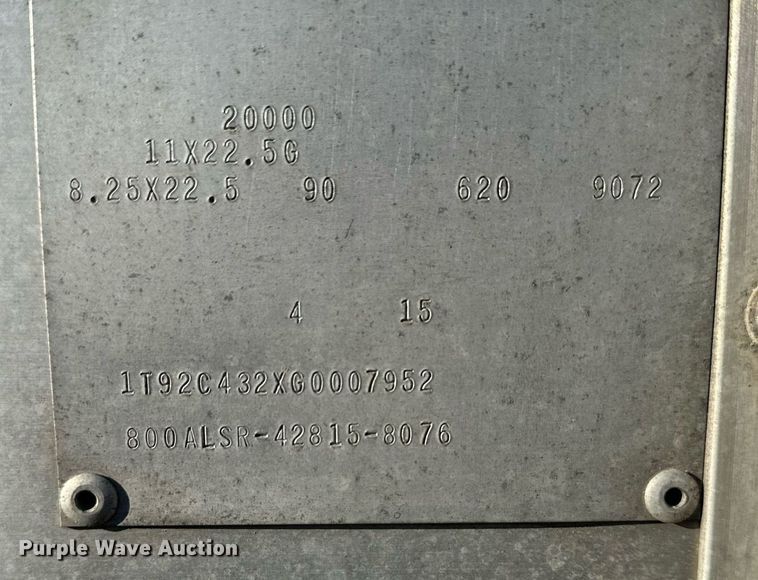 20000
11X22.5G
8.25X22.5 90 620 9072
4 15
1T92C432XG0007952
800ALSR-42815-8076
Purple Wave Auction